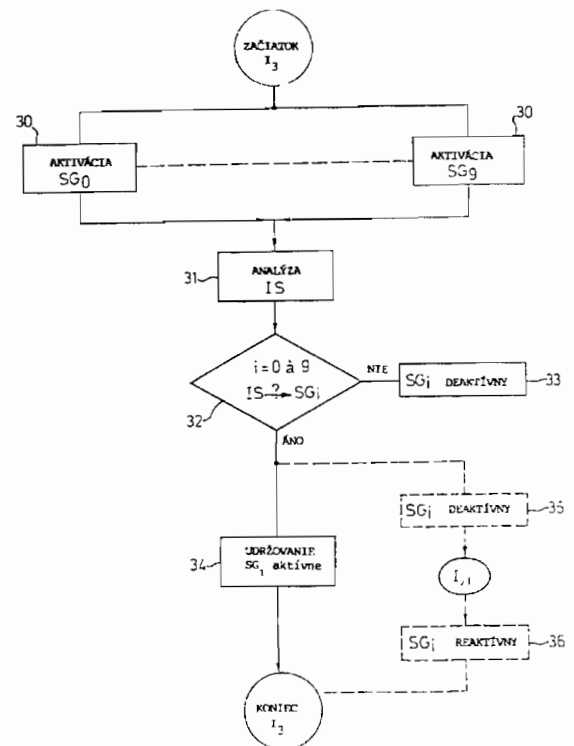 ZAČIATOK
I3
30
30
AKTIVÁCIA
SG0
AKTIVÁCIA
SG9
31
ANALÝZA
IS
i=0 à 9
IS ? SGi
NIE
SGi DEAKTÍVNY
33
32
ÁNO
SGi DEAKTÍVNY
35
34
UDRŽOVANIE
SGi aktívne
SGi REAKTÍVNY
36
KONIEC
I3